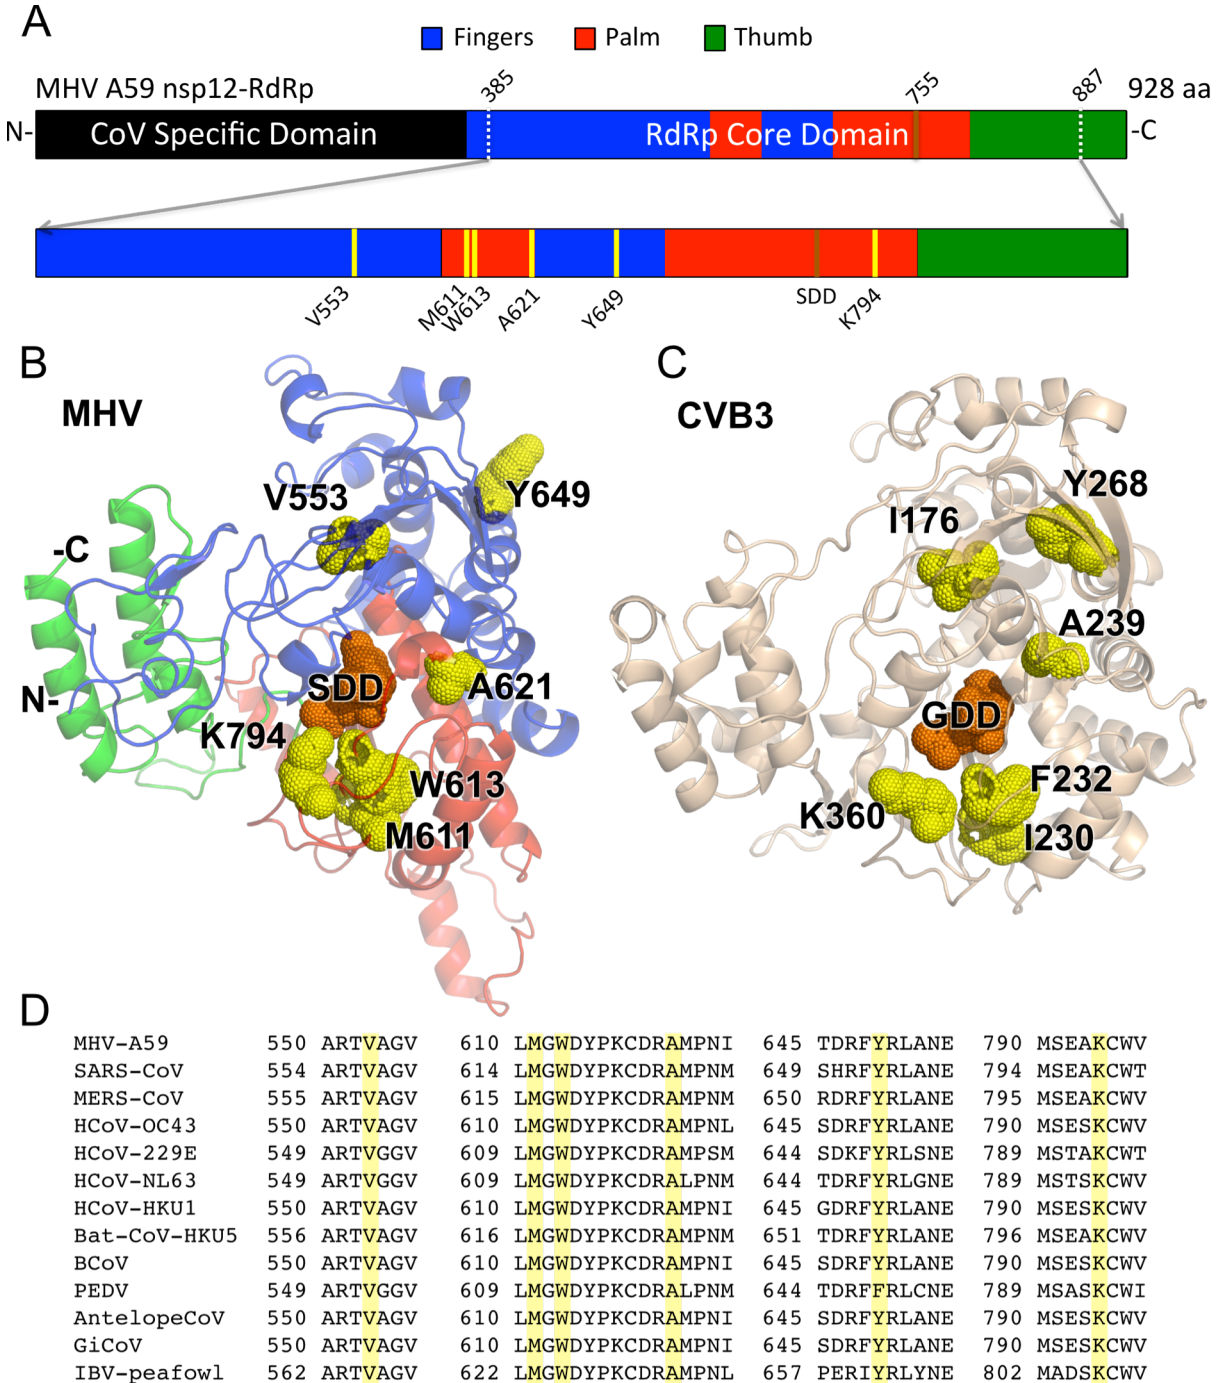 A
Fingers Palm Thumb
MHV A59 nsp12-RdRp 385 755 887 928 aa
N- CoV Specific Domain RdRp Core Domain -C
V553 M611 W613 A621 Y649 SDD K794
B
MHV
V553
Y649
-C
N-
SDD
A621
K794
W613
M611
C
CVB3
Y268
I176
A239
GDD
F232
K360
I230
D
MHV-A59 550 ARTVAGV 610 LMGWDYPKCDRAMPNI 645 TDRFYRLANE 790 MSEAKCWV
SARS-CoV 554 ARTVAGV 614 LMGWDYPKCDRAMPNM 649 SHRFYRLANE 794 MSEAKCWT
MERS-CoV 555 ARTVAGV 615 LMGWDYPKCDRAMPNM 650 RDRFYRLANE 795 MSEAKCWV
HCoV-OC43 550 ARTVAGV 610 LMGWDYPKCDRAMPNL 645 SDRFYRLANE 790 MSESKCWV
HCoV-229E 549 ARTVGGV 609 LMGWDYPKCDRAMPSM 644 SDKFYRLSNE 789 MSTAKCWT
HCoV-NL63 549 ARTVGGV 609 LMGWDYPKCDRALPNM 644 TDRFYRLGNE 789 MSTSKCWV
HCoV-HKU1 550 ARTVAGV 610 LMGWDYPKCDRAMPNI 645 GDRFYRLANE 790 MSESKCWV
Bat-CoV-HKU5 556 ARTVAGV 616 LMGWDYPKCDRAMPNM 651 TDRFYRLANE 796 MSEAKCWV
BCoV 550 ARTVAGV 610 LMGWDYPKCDRAMPNI 645 SDRFYRLANE 790 MSESKCWV
PEDV 549 ARTVGGV 609 LMGWDYPKCDRALPNM 644 TDRFFRLCNE 789 MSASKCWI
AntelopeCoV 550 ARTVAGV 610 LMGWDYPKCDRAMPNI 645 SDRFYRLANE 790 MSESKCWV
GiCoV 550 ARTVAGV 610 LMGWDYPKCDRAMPNI 645 SDRFYRLANE 790 MSESKCWV
IBV-peafowl 562 ARTVAGV 622 LMGWDYPKCDRAMPNL 657 PERIYRLYNE 802 MADSKCWV